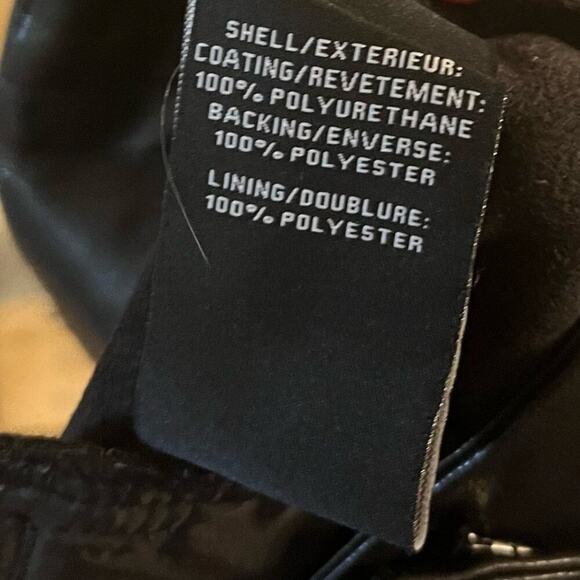 SHELL/EXTERIEUR:
COATING/REVETEMENT:
100% POLYURETHANE
BACKING/ENVERSE:
100% POLYESTER
LINING/DOUBLURE:
100% POLYESTER